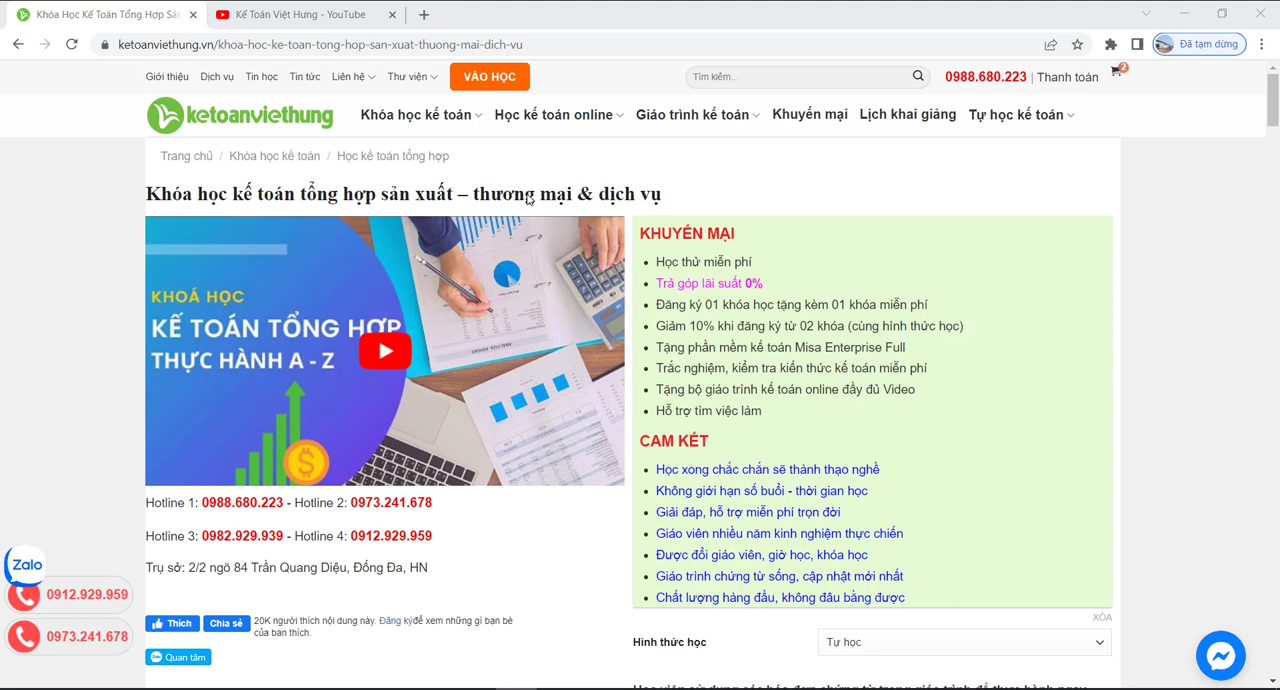 Khóa Học Kế Toán Tổng Hợp Sản
Kế Toán Việt Hưng - YouTube
ketoanviethung.vn/khoa-hoc-ke-toan-tong-hop-san-xuat-thuong-mai-dich-vu
Đã tạm dừng
Giới thiệu Dịch vụ Tin học Tin tức Liên hệ Thư viện VÀO HỌC Tìm kiếm... 0988.680.223 | Thanh toán 2
ketoanviethung Khóa học kế toán Học kế toán online Giáo trình kế toán Khuyến mại Lịch khai giảng Tự học kế toán
Trang chủ / Khóa học kế toán / Học kế toán tổng hợp
Khóa học kế toán tổng hợp sản xuất – thương mại & dịch vụ
KHOÁ HỌC
KẾ TOÁN TỔNG HỢP
THỰC HÀNH A - Z
Hotline 1: 0988.680.223 - Hotline 2: 0973.241.678
Hotline 3: 0982.929.939 - Hotline 4: 0912.929.959
Trụ sở: 2/2 ngõ 84 Trần Quang Diệu, Đống Đa, HN
Thích Chia sẻ 20K người thích nội dung này. Đăng ký để xem những gì bạn bè
của bạn thích.
Quan tâm
KHUYẾN MẠI
Học thử miễn phí
Trả góp lãi suất 0%
Đăng ký 01 khóa học tặng kèm 01 khóa miễn phí
Giảm 10% khi đăng ký từ 02 khóa (cùng hình thức học)
Tặng phần mềm kế toán Misa Enterprise Full
Trắc nghiệm, kiểm tra kiến thức kế toán miễn phí
Tặng bộ giáo trình kế toán online đầy đủ Video
Hỗ trợ tìm việc làm
CAM KẾT
Học xong chắc chắn sẽ thành thạo nghề
Không giới hạn số buổi - thời gian học
Giải đáp, hỗ trợ miễn phí trọn đời
Giáo viên nhiều năm kinh nghiệm thực chiến
Được đổi giáo viên, giờ học, khóa học
Giáo trình chứng từ sống, cập nhật mới nhất
Chất lượng hàng đầu, không đâu bằng được
XÓA
Hình thức học Tự học
Zalo
0912.929.959
0973.241.678